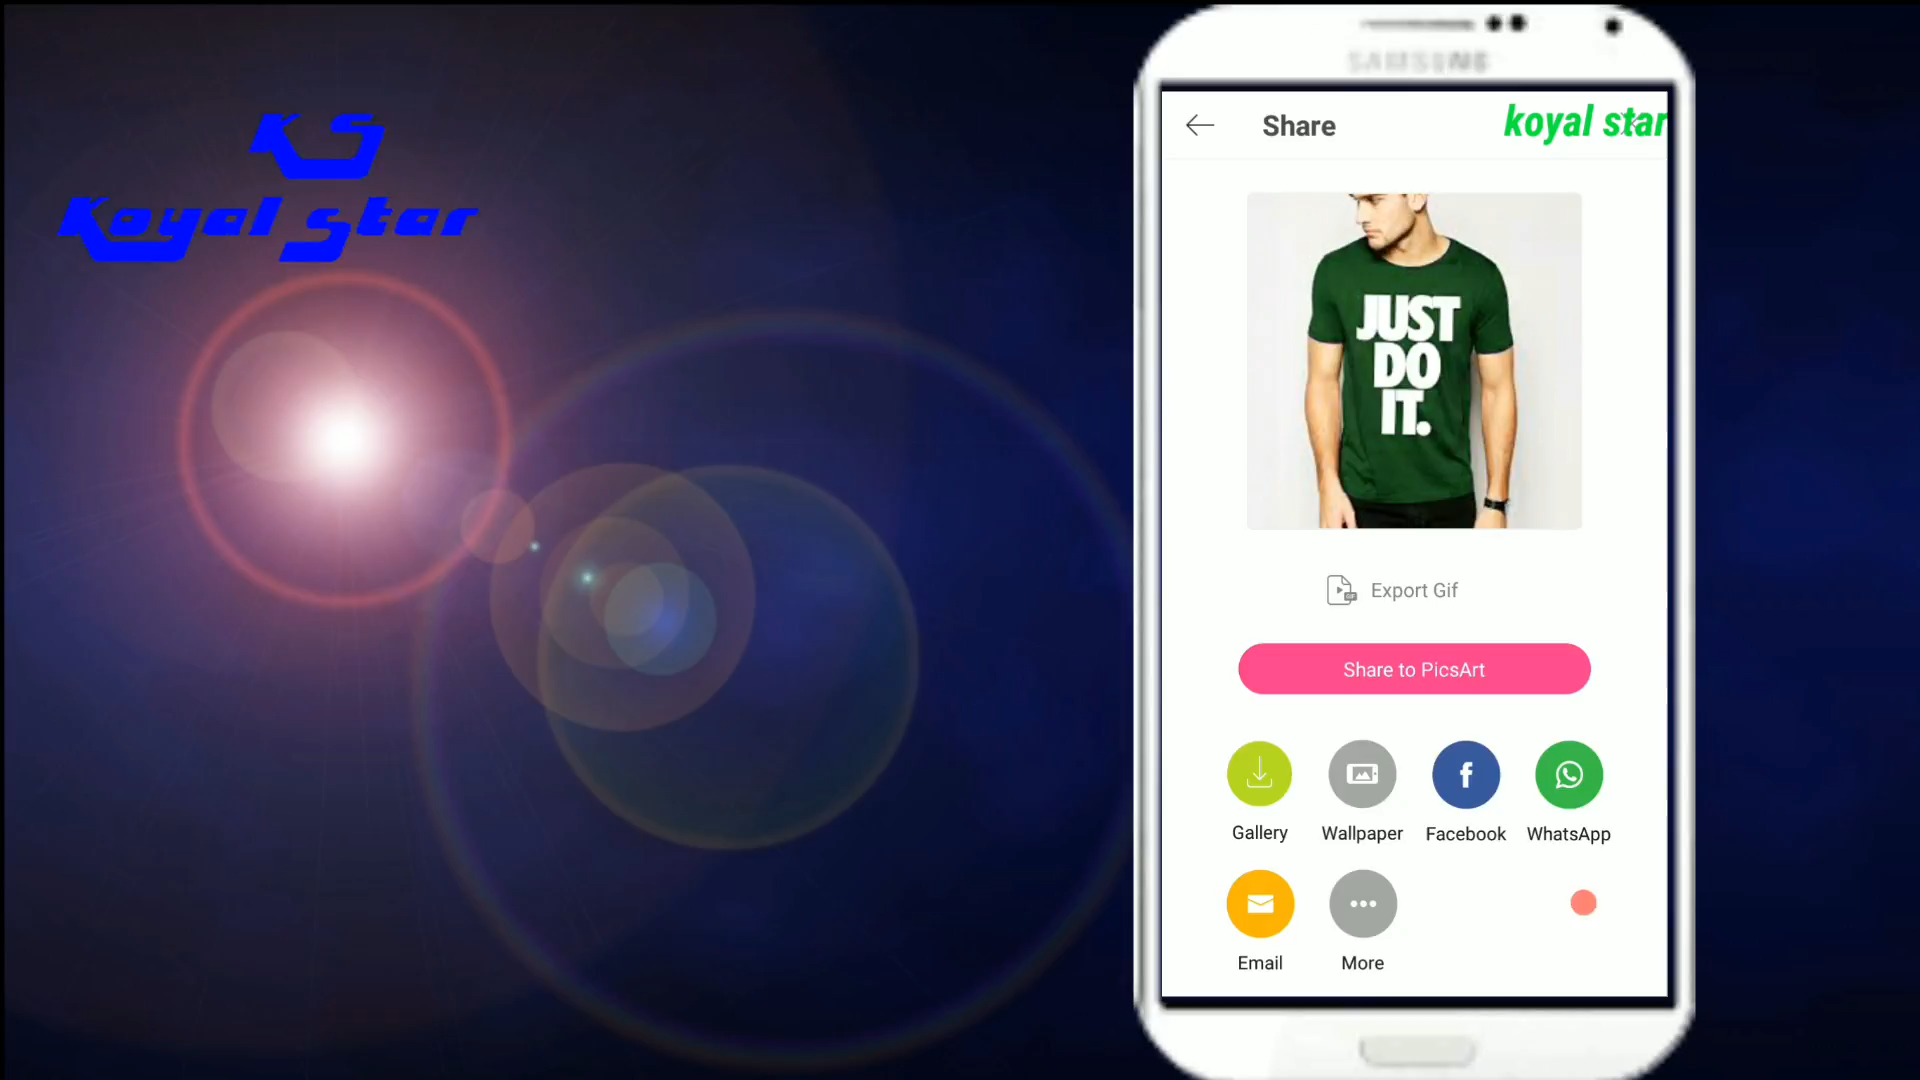 KS
Koyal Star
SAMSUNG
Share
koyal star
JUST
DO
IT.
Export Gif
Share to PicsArt
Gallery
Wallpaper
Facebook
WhatsApp
Email
More